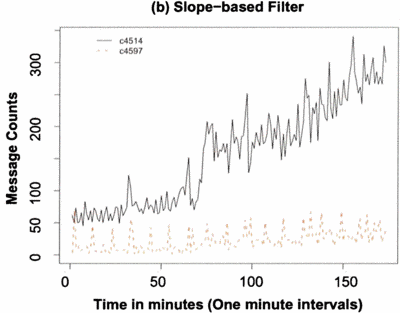 (b) Slope-based Filter
c4514
c4597
Message Counts
300
200
100
50
0
0 50 100 150
Time in minutes (One minute intervals)